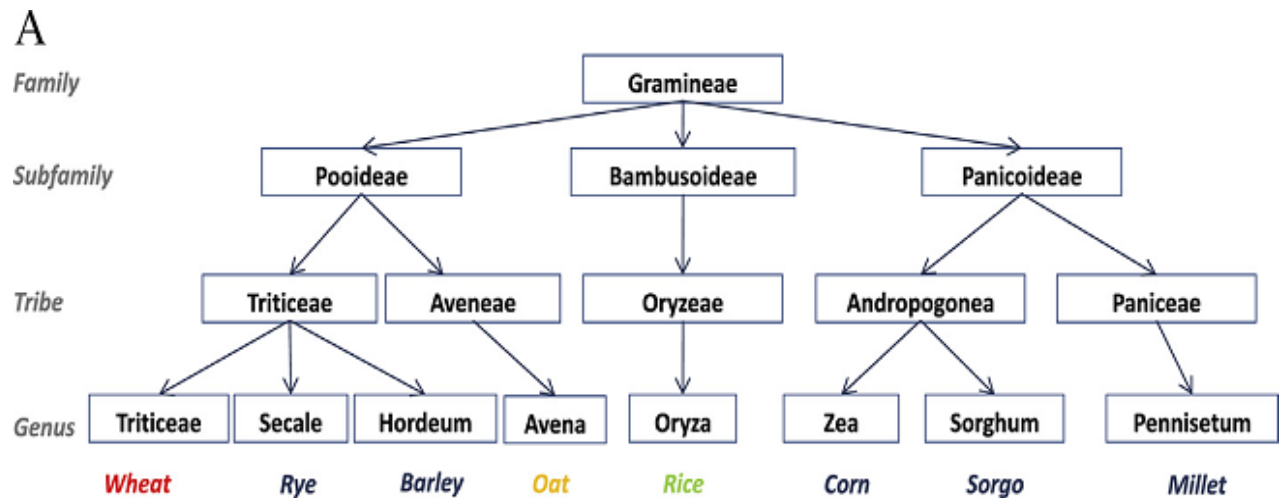 A
Family
Gramineae
Subfamily
Pooideae
Bambusoideae
Panicoideae
Tribe
Triticeae
Aveneae
Oryzeae
Andropogonea
Paniceae
Genus
Triticeae
Secale
Hordeum
Avena
Oryza
Zea
Sorghum
Pennisetum
Wheat
Rye
Barley
Oat
Rice
Corn
Sorgo
Millet